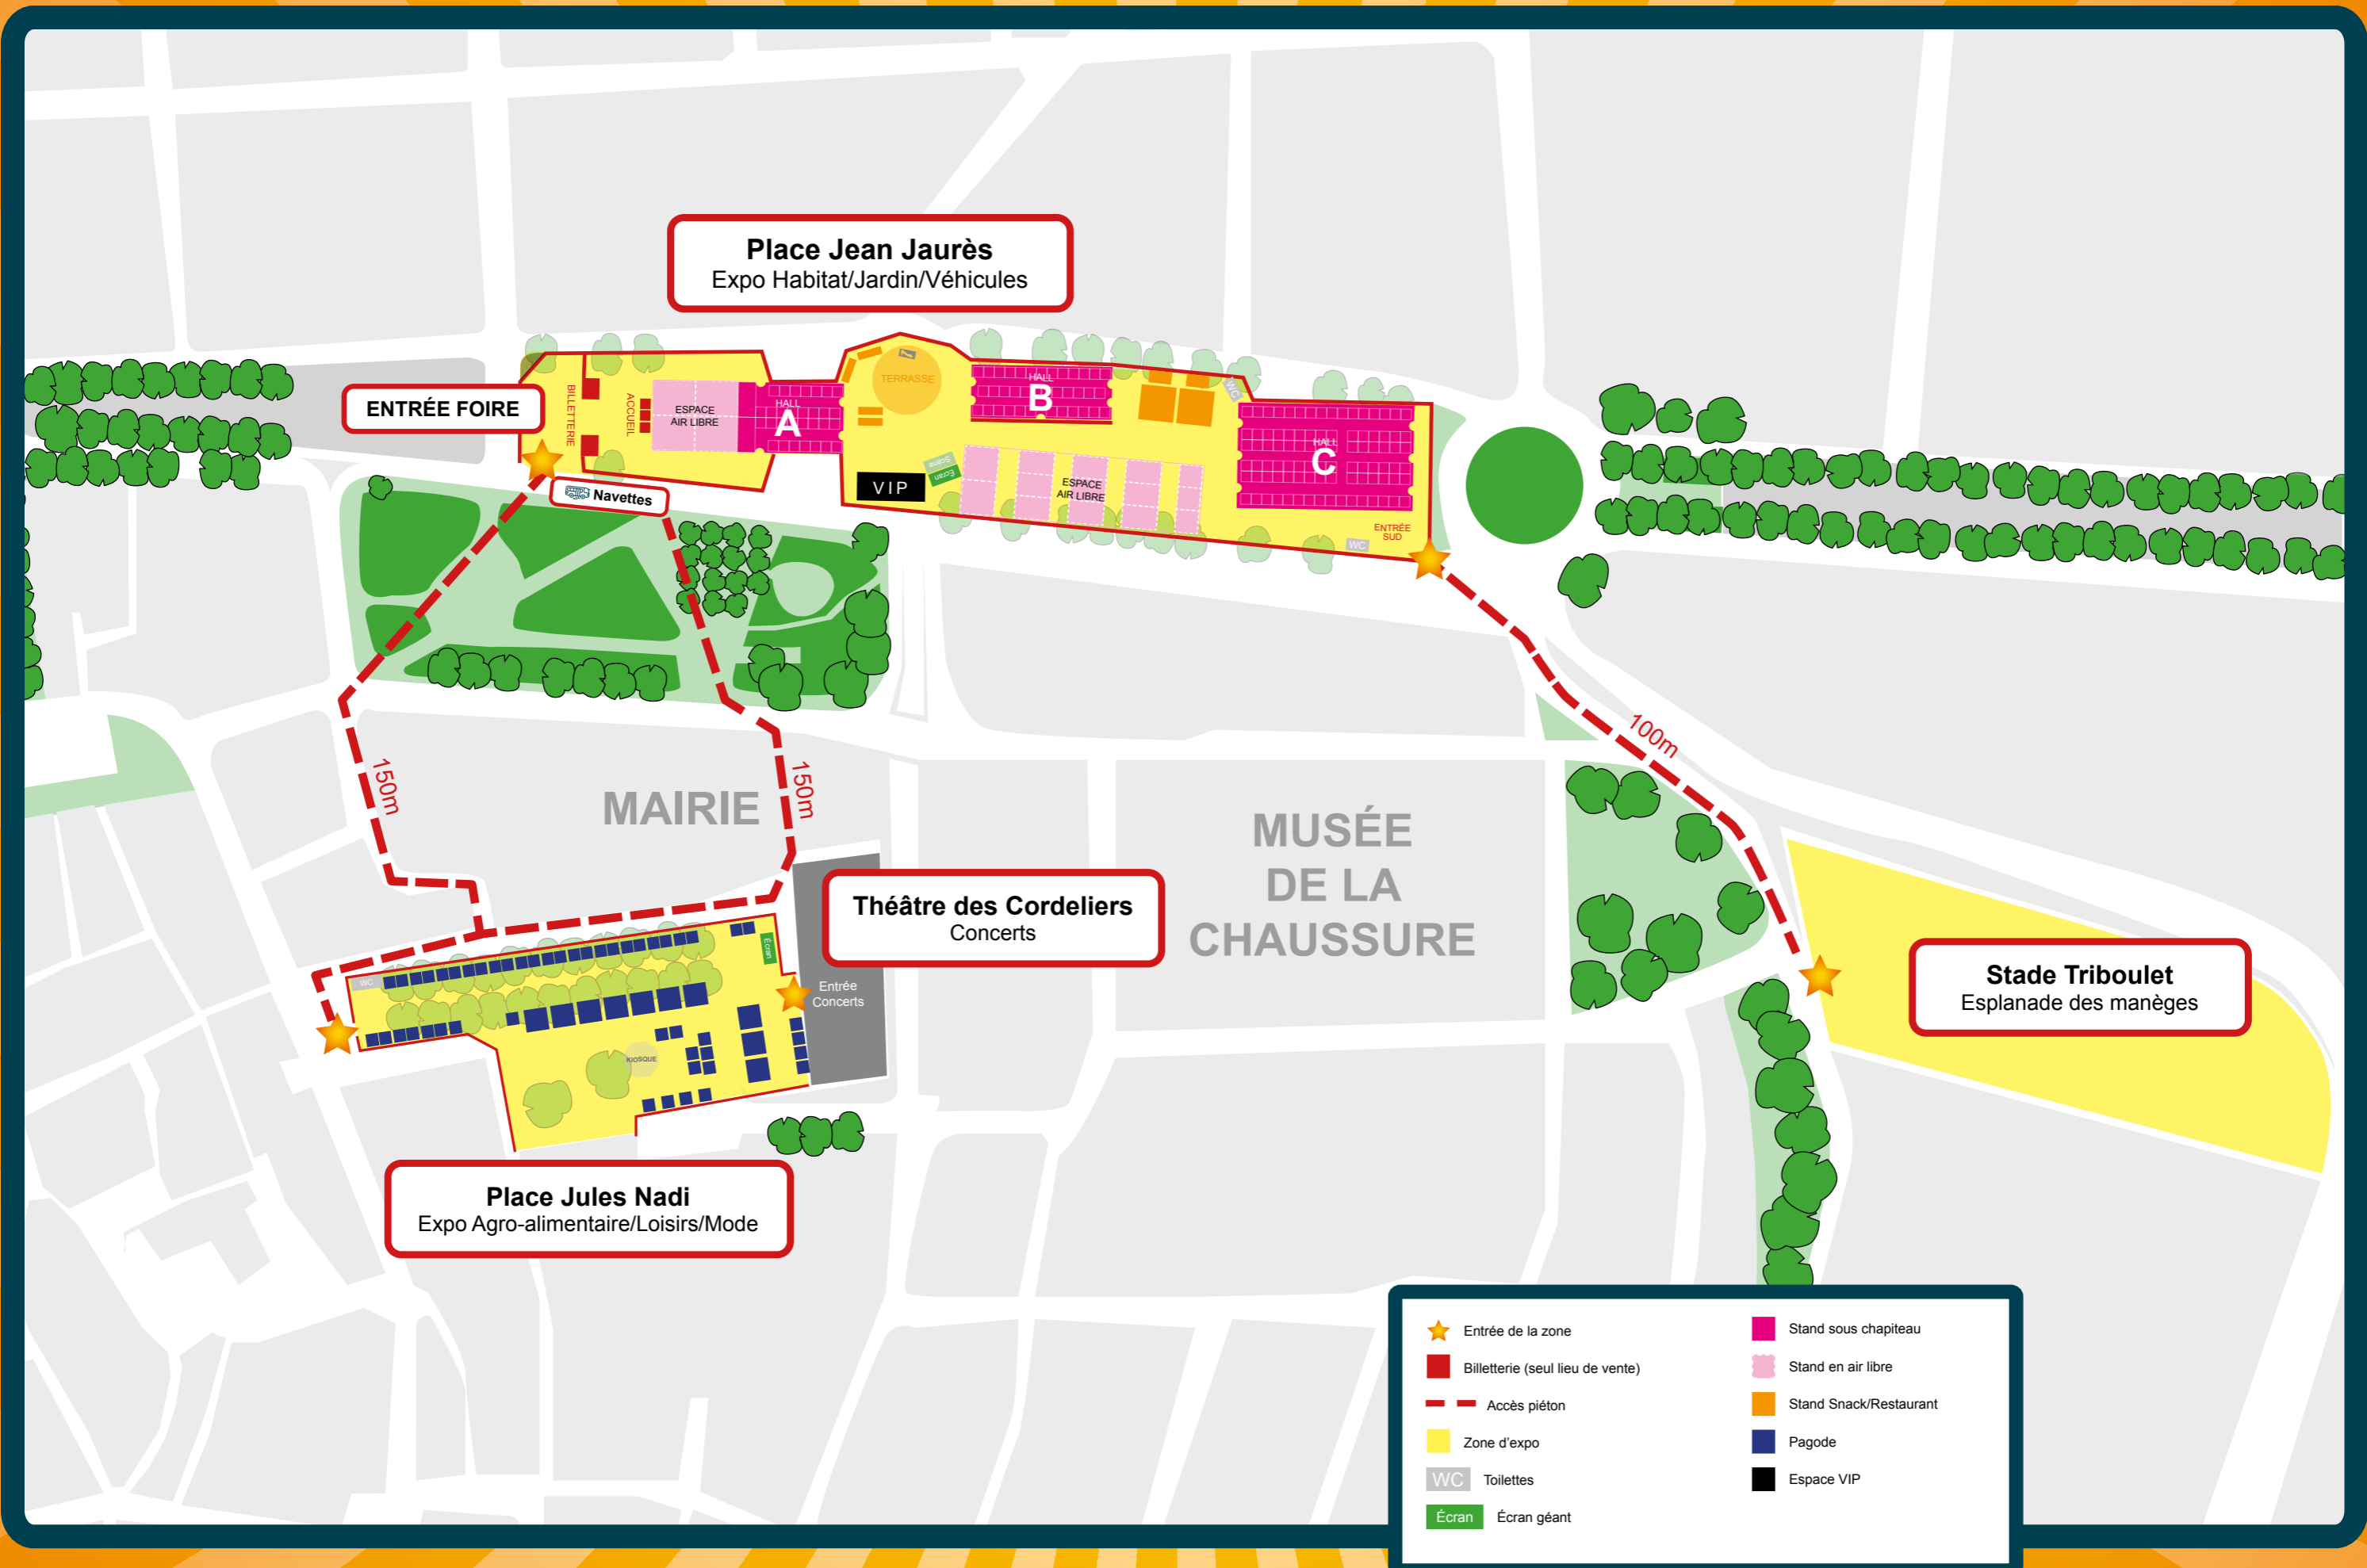 Place Jean Jaurès
Expo Habitat/Jardin/Véhicules
ENTRÉE FOIRE
BILLETTERIE
ACCUEIL
ESPACE
AIR LIBRE
HALL
A
TERRASSE
HALL
B
WC
HALL
C
VIP
Scène
Écran
ESPACE
AIR LIBRE
ENTRÉE
SUD
WC
Navettes
100m
150m
150m
MAIRIE
MUSÉE
DE LA
CHAUSSURE
Théâtre des Cordeliers
Concerts
Écran
WC
Entrée
Concerts
KIOSQUE
Stade Triboulet
Esplanade des manèges
Place Jules Nadi
Expo Agro-alimentaire/Loisirs/Mode
Entrée de la zone
Billetterie (seul lieu de vente)
Accès piéton
Zone d'expo
WC Toilettes
Écran Écran géant
Stand sous chapiteau
Stand en air libre
Stand Snack/Restaurant
Pagode
Espace VIP